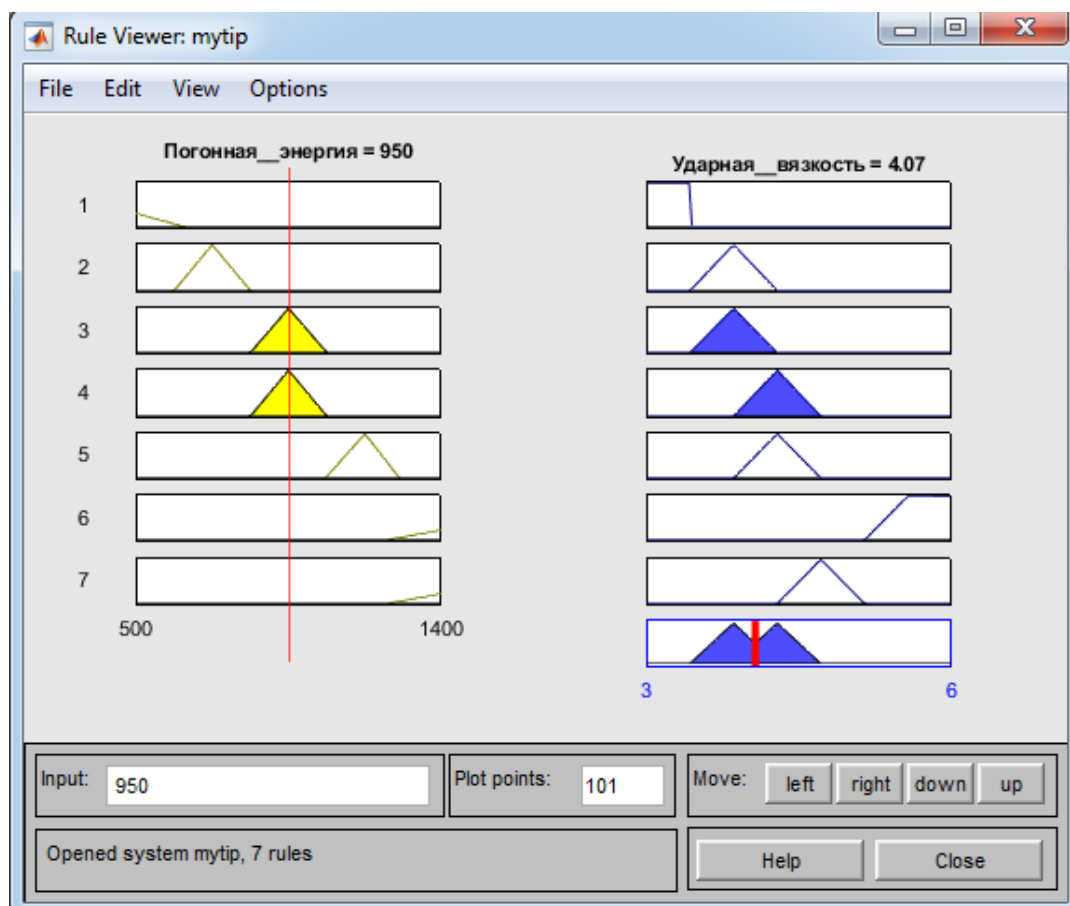 Rule Viewer: mytip
File Edit View Options
Погонная__энергия = 950
Ударная__вязкость = 4.07
1
2
3
4
5
6
7
500 1400
3 6
Input: 950
Plot points: 101
Move: left right down up
Opened system mytip, 7 rules
Help Close